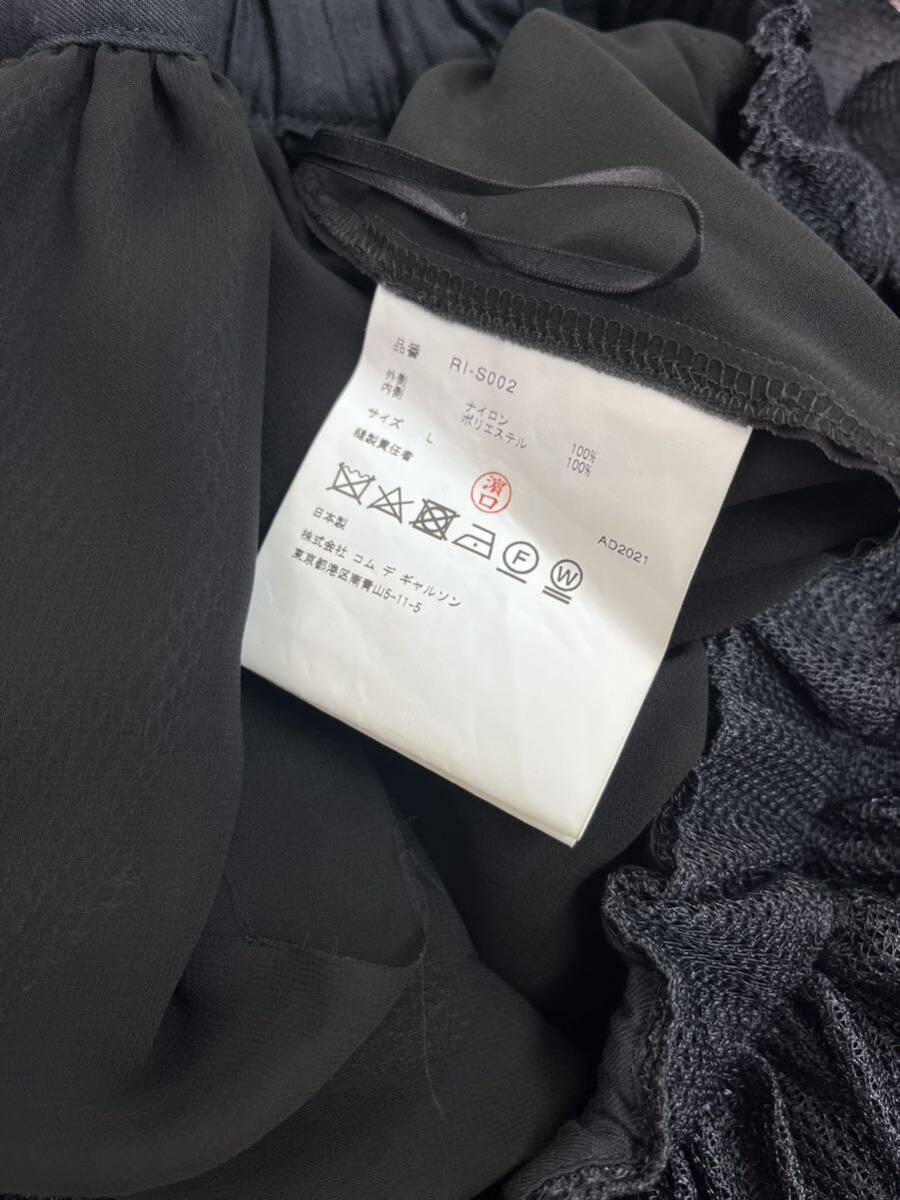 品番 RI-S002
外側 ナイロン 100%
内側 ポリエステル 100%
サイズ L
縫製責任者 濱口
F W
日本製 AD2021
株式会社 コム デ ギャルソン
東京都港区南青山5-11-5